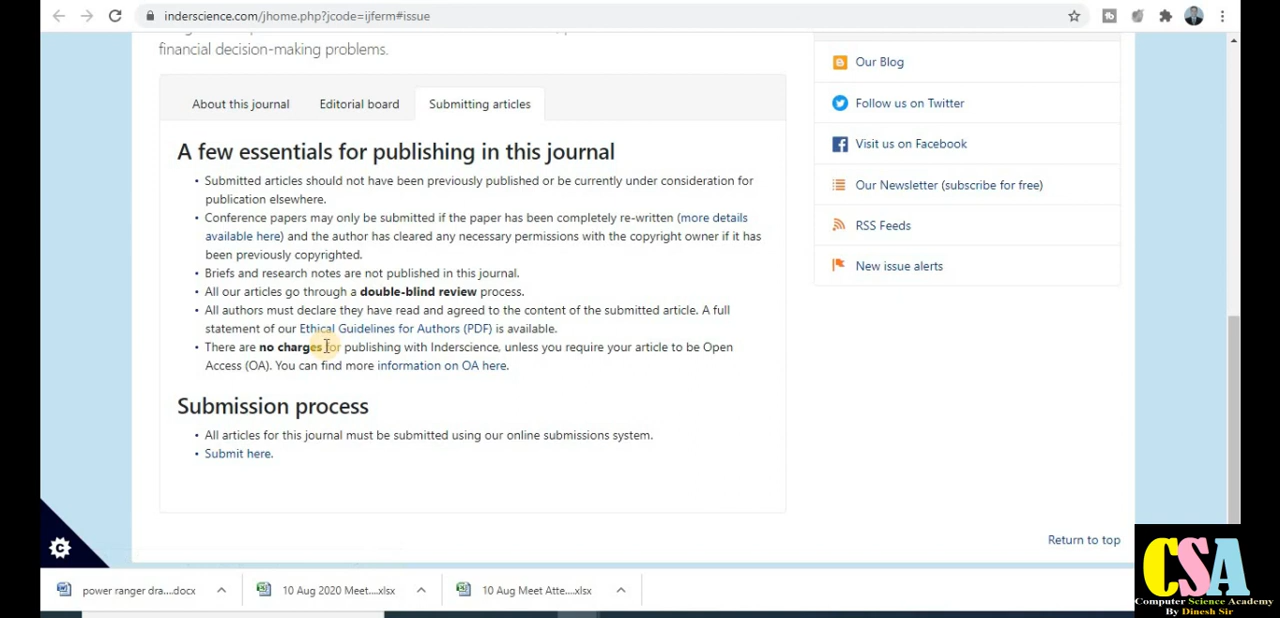 inderscience.com/jhome.php?jcode=ijferm#issue
financial decision-making problems.
About this journal
Editorial board
Submitting articles
A few essentials for publishing in this journal
• Submitted articles should not have been previously published or be currently under consideration for
publication elsewhere.
• Conference papers may only be submitted if the paper has been completely re-written (more details
available here) and the author has cleared any necessary permissions with the copyright owner if it has
been previously copyrighted.
• Briefs and research notes are not published in this journal.
• All our articles go through a double-blind review process.
• All authors must declare they have read and agreed to the content of the submitted article. A full
statement of our Ethical Guidelines for Authors (PDF) is available.
• There are no charges for publishing with Inderscience, unless you require your article to be Open
Access (OA). You can find more information on OA here.
Submission process
• All articles for this journal must be submitted using our online submissions system.
• Submit here.
Our Blog
Follow us on Twitter
Visit us on Facebook
Our Newsletter (subscribe for free)
RSS Feeds
New issue alerts
Return to top
power ranger dra....docx
10 Aug 2020 Meet....xlsx
10 Aug Meet Atte....xlsx
CSA
Computer Science Academy
By Dinesh Sir